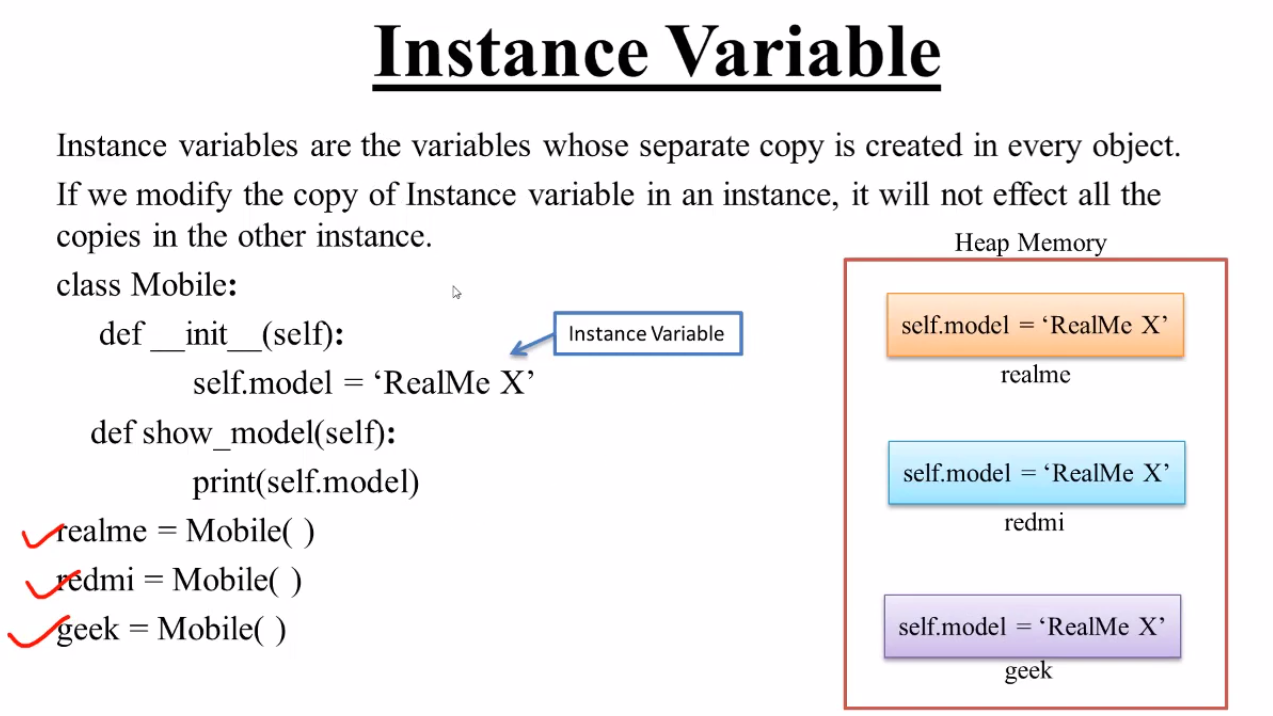 Instance Variable
Instance variables are the variables whose separate copy is created in every object.
If we modify the copy of Instance variable in an instance, it will not effect all the
copies in the other instance.
class Mobile:
def __init__(self):
self.model = ‘RealMe X’
def show_model(self):
print(self.model)
realme = Mobile( )
redmi = Mobile( )
geek = Mobile( )
Instance Variable
Heap Memory
self.model = ‘RealMe X’
realme
self.model = ‘RealMe X’
redmi
self.model = ‘RealMe X’
geek